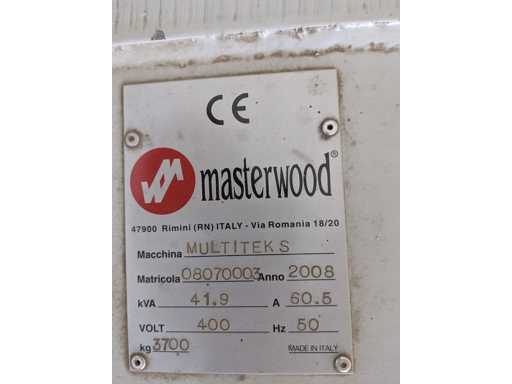 CE
masterwood®
47900 Rimini (RN) ITALY - Via Romania 18/20
Macchina MULTITEKS
Matricola 08070003 Anno 2008
kVA 41.9 A 60.5
VOLT 400 Hz 50
kg 3700 MADE IN ITALY